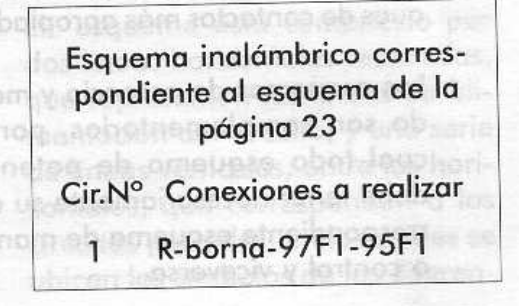 Esquema inalámbrico corres-
pondiente al esquema de la
página 23
Cir.Nº Conexiones a realizar
1 R-borna-97F1-95F1